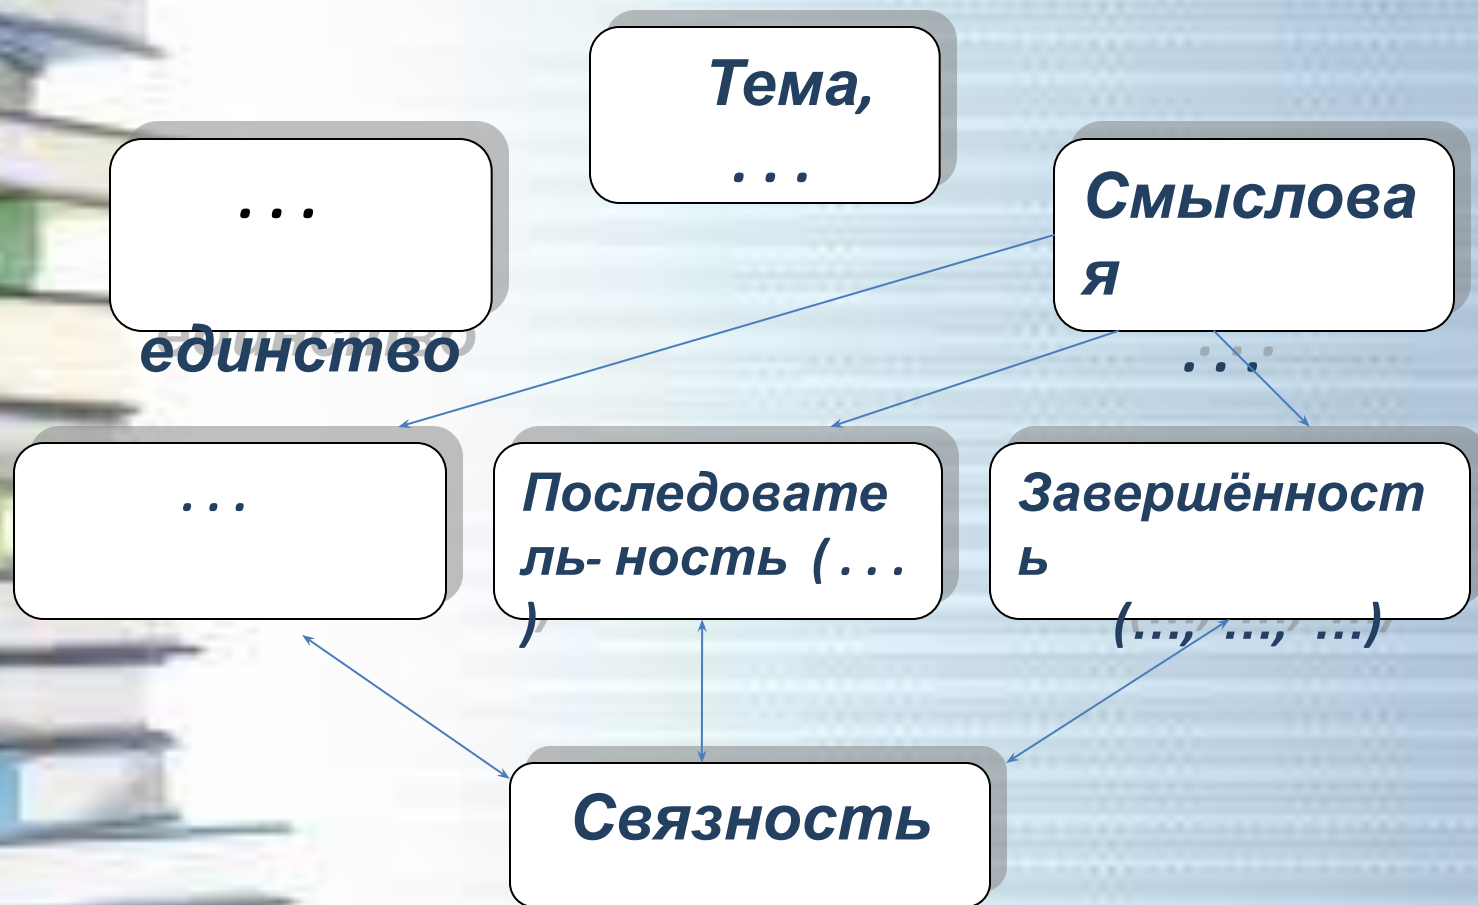 Тема,
. . .
. . .
единство
Смыслова
я
. . .
. . .
Последовате
ль- ность ( . . .
)
Завершённост
ь
(…, …, …)
Связность